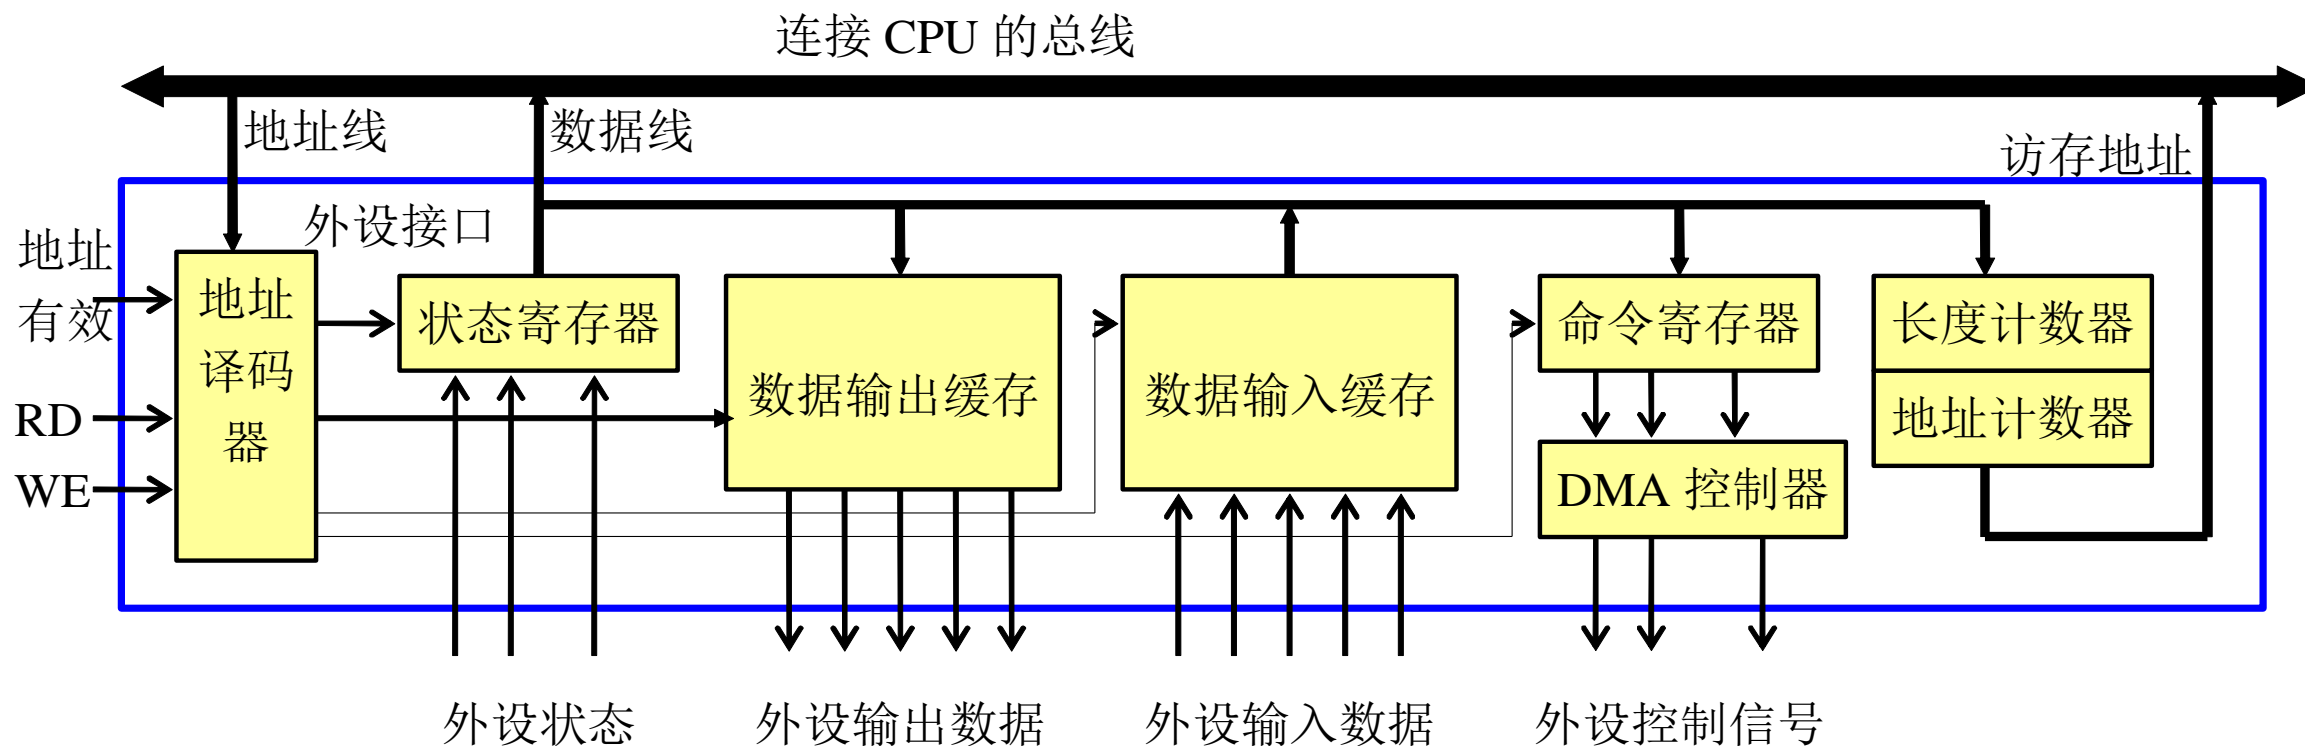 连接 CPU 的总线
地址线
数据线
访存地址
外设接口
地址
有效
RD
WE
地址
译码
器
状态寄存器
数据输出缓存
数据输入缓存
命令寄存器
DMA 控制器
长度计数器
地址计数器
外设状态
外设输出数据
外设输入数据
外设控制信号